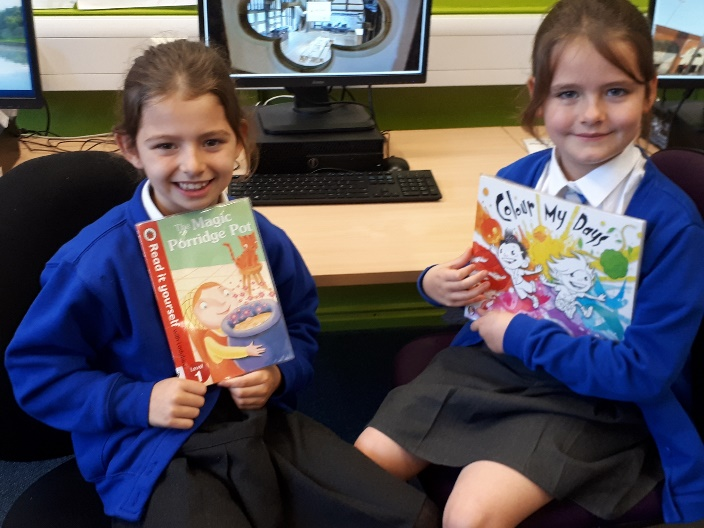 The Magic
Porridge Pot
Read it yourself
Level
1
Colour My Days